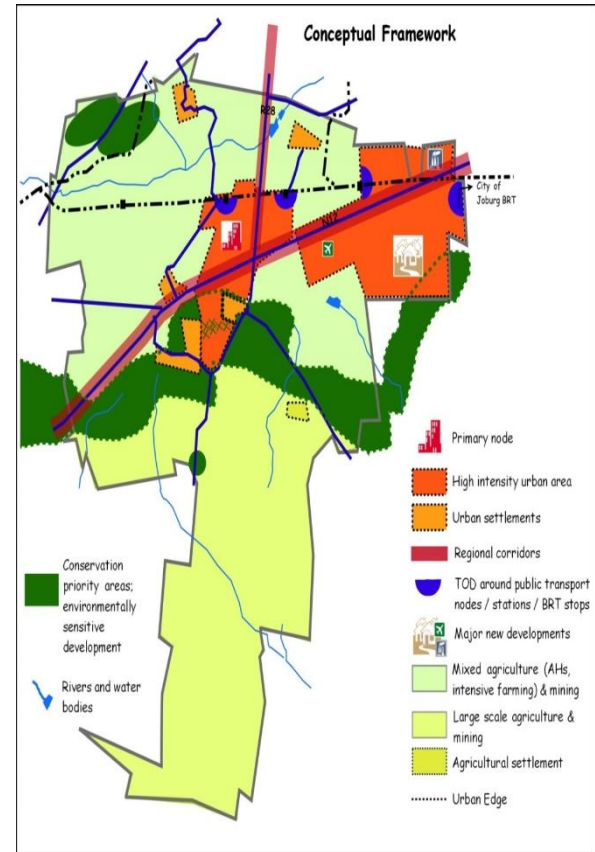 Conceptual Framework
R28
N12
City of
Joburg BRT
Primary node
High intensity urban area
Urban settlements
Regional corridors
TOD around public transport
nodes / stations / BRT stops
Major new developments
Mixed agriculture (AHs,
intensive farming) & mining
Large scale agriculture &
mining
Agricultural settlement
Urban Edge
Conservation
priority areas;
environmentally
sensitive
development
Rivers and water
bodies